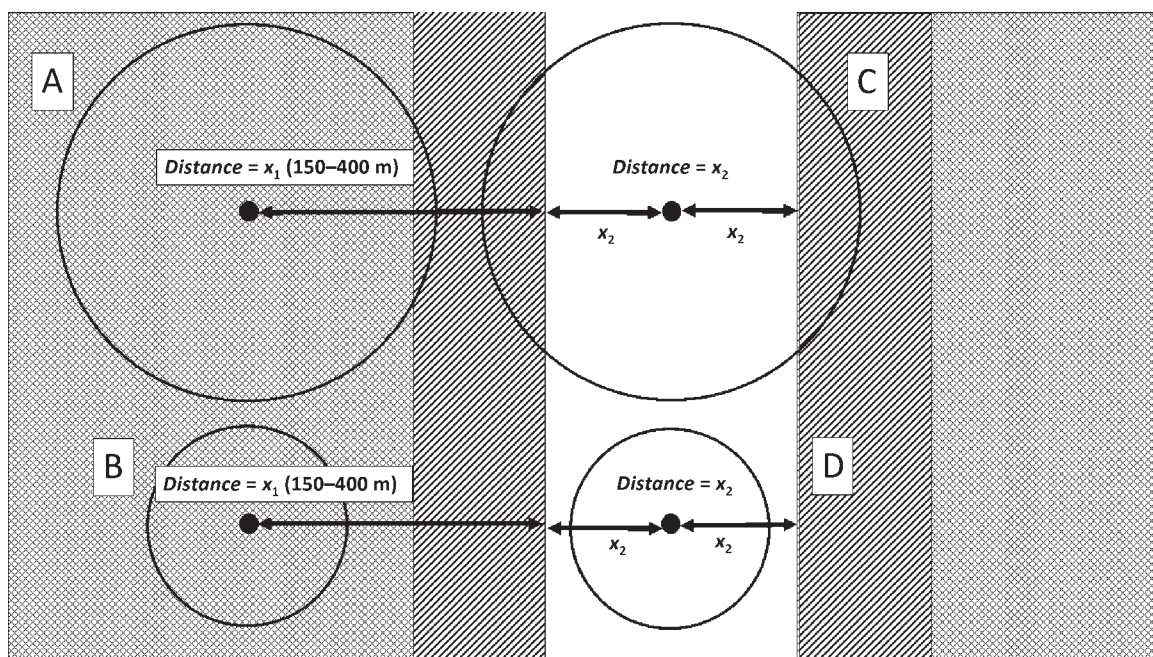 A
C
Distance = x₁ (150–400 m)
Distance = x₂
x₂
x₂
B
D
Distance = x₁ (150–400 m)
Distance = x₂
x₂
x₂